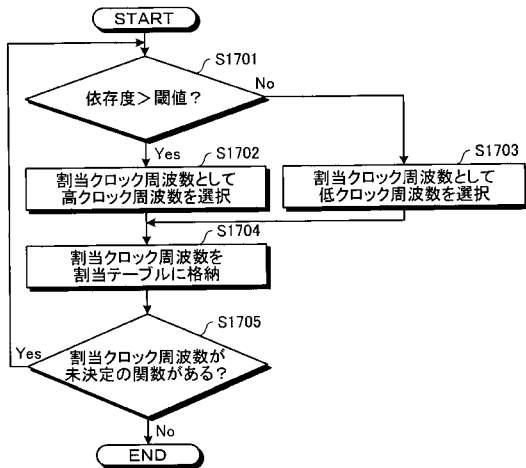 START
S1701
依存度>閾値?
No
Yes
S1702
割当クロック周波数として
高クロック周波数を選択
S1703
割当クロック周波数として
低クロック周波数を選択
S1704
割当クロック周波数を
割当テーブルに格納
S1705
Yes
割当クロック周波数が
未決定の関数がある?
No
END